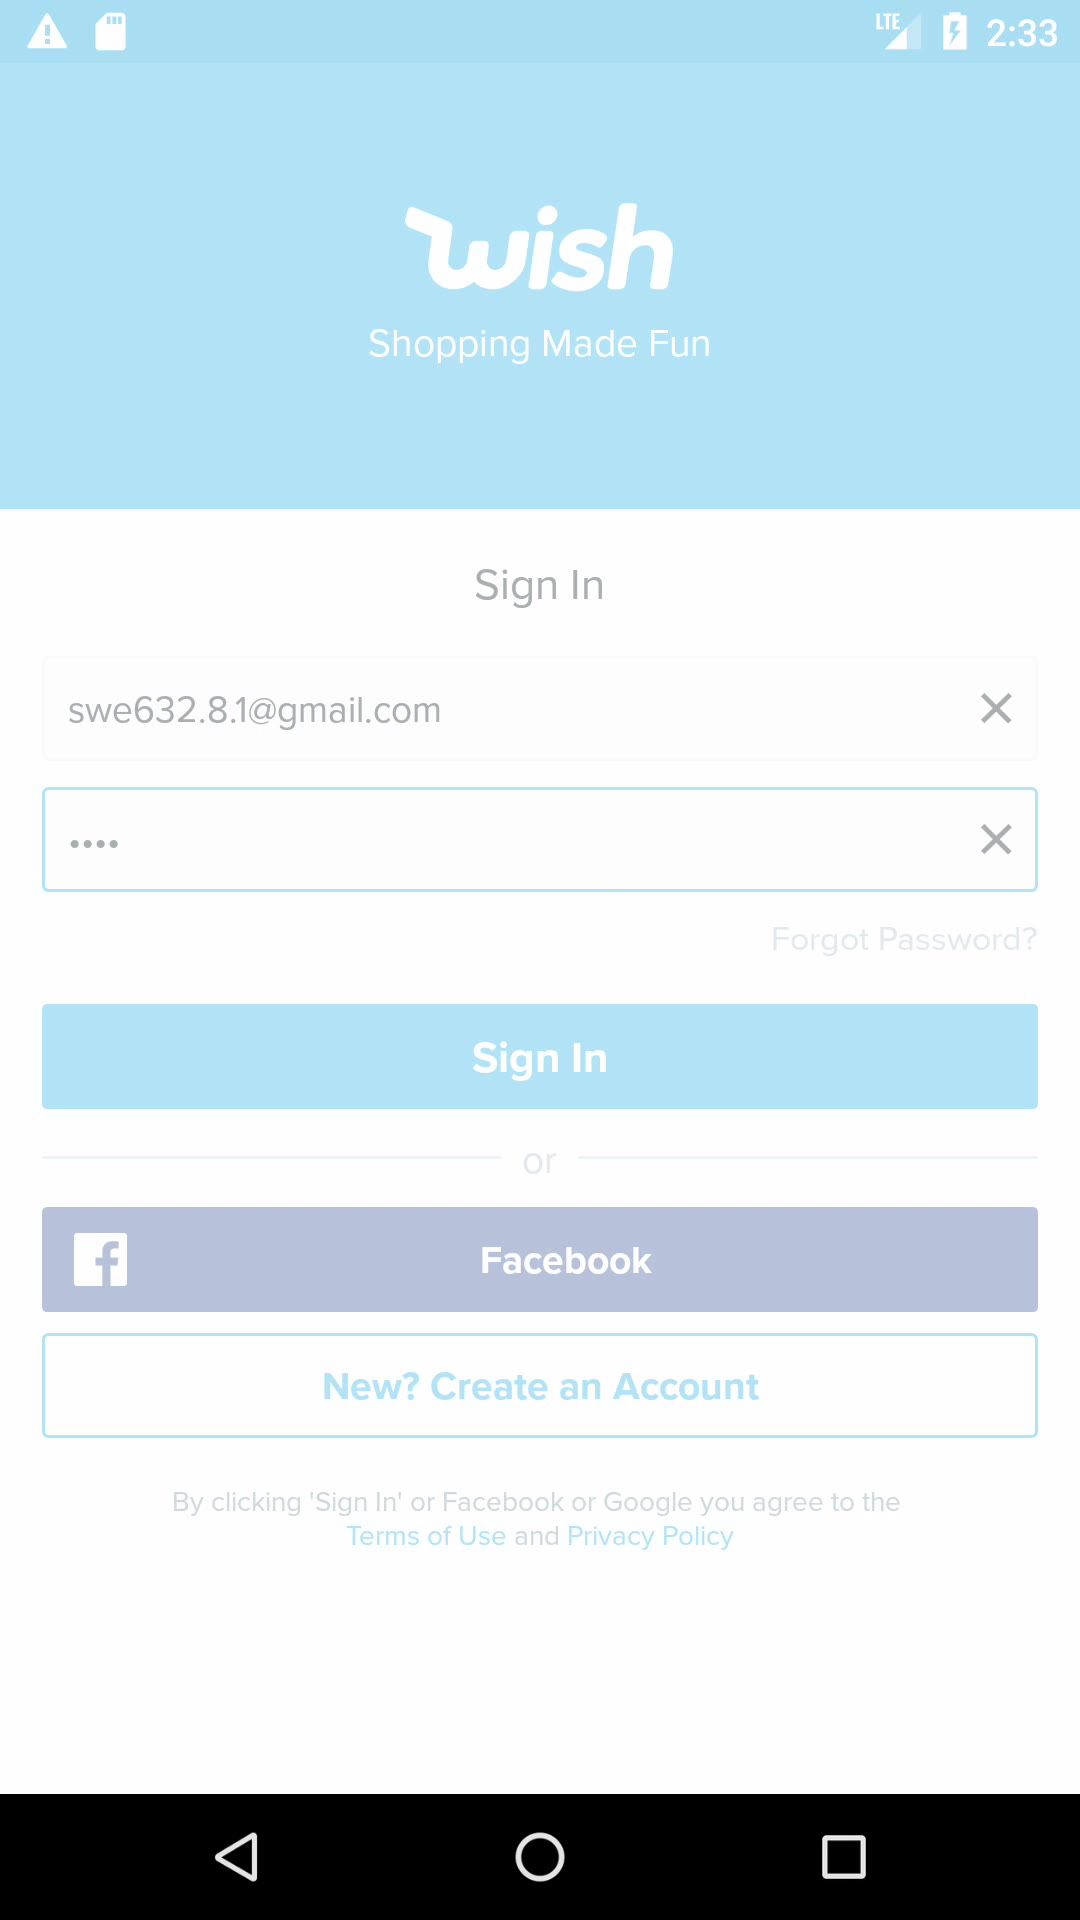 LTE 2:33
wish
Shopping Made Fun
Sign In
swe632.8.1@gmail.com
••••
Forgot Password?
Sign In
or
Facebook
New? Create an Account
By clicking 'Sign In' or Facebook or Google you agree to the
Terms of Use and Privacy Policy